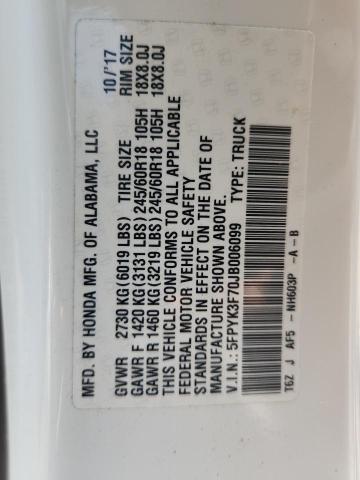 MFD. BY HONDA MFG. OF ALABAMA, LLC 10/'17
GVWR 2730 KG(6019 LBS) TIRE SIZE RIM SIZE
GAWR F 1420 KG(3131 LBS) 245/60R18 105H 18X8.0J
GAWR R 1460 KG(3219 LBS) 245/60R18 105H 18X8.0J
THIS VEHICLE CONFORMS TO ALL APPLICABLE
FEDERAL MOTOR VEHICLE SAFETY
STANDARDS IN EFFECT ON THE DATE OF
MANUFACTURE SHOWN ABOVE.
V.I.N.: 5FPYK3F70JB006099 TYPE: TRUCK
T6Z J AF5 - NH603P -A -B